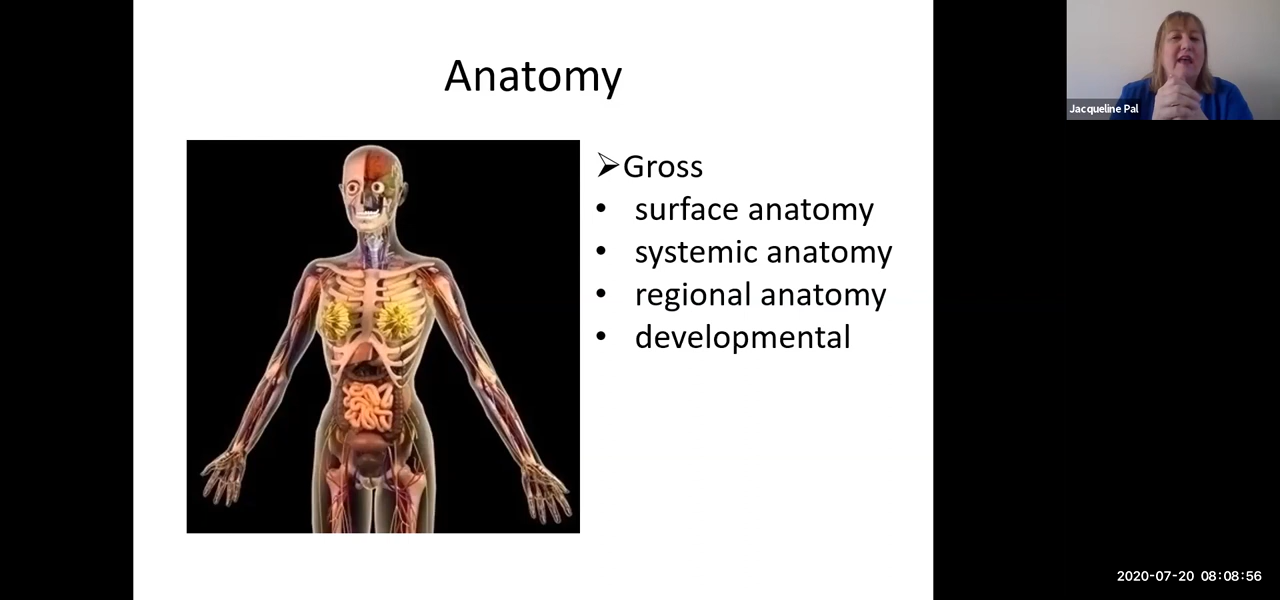 Anatomy
➢Gross
• surface anatomy
• systemic anatomy
• regional anatomy
• developmental
Jacqueline Pal
2020-07-20 08:08:56